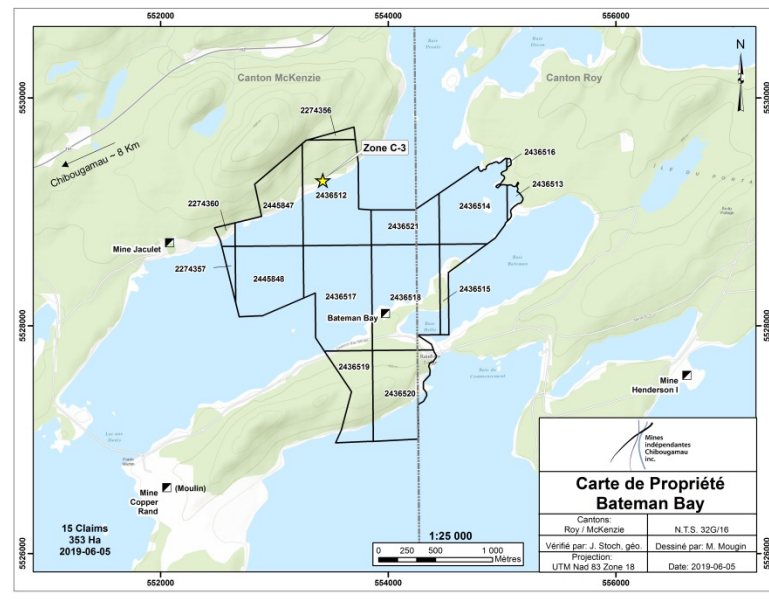 552000
554000
556000
Canton McKenzie
Canton Roy
N
5530000
5530000
2274356
Chibougamau ~ 8 Km
Zone C-3
2436516
2436512
2436513
2445847
2274360
2436514
2436521
Mine Jaculet
2274357
2445848
2436517
2436518
2436515
Bateman Bay
5528000
5528000
2436519
2436520
Mine
Henderson I
(Moulin)
Mine
Copper
Rand
15 Claims
353 Ha
2019-06-05
1:25 000
0 250 500 1 000
Mètres
Mines
indépendantes
Chibougamau
inc.
Carte de Propriété
Bateman Bay
Cantons:
Roy / McKenzie
N.T.S. 32G/16
Vérifié par: J. Stoch, géo.
Dessiné par: M. Mougin
Projection:
UTM Nad 83 Zone 18
Date: 2019-06-05
5526000
5526000
552000
554000
556000